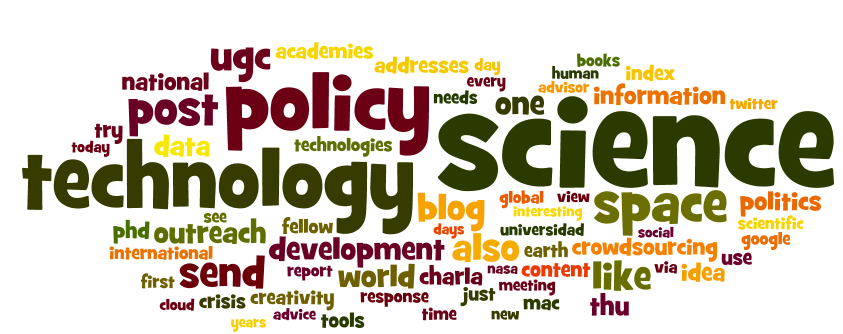 ugc
academies
addresses
day
books
human
index
national
every
advisor
information
twitter
post
policy
needs
one
science
try
today
data
technologies
technology
blog
global
view
interesting
space
politics
scientific
google
phd
see
outreach
fellow
days
universidad
social
international
development
also
earth
crowdsourcing
use
first
send
report
world
charla
nasa
content
like
via
idea
meeting
cloud
crisis
creativity
response
just
mac
thu
years
advice
tools
time
new